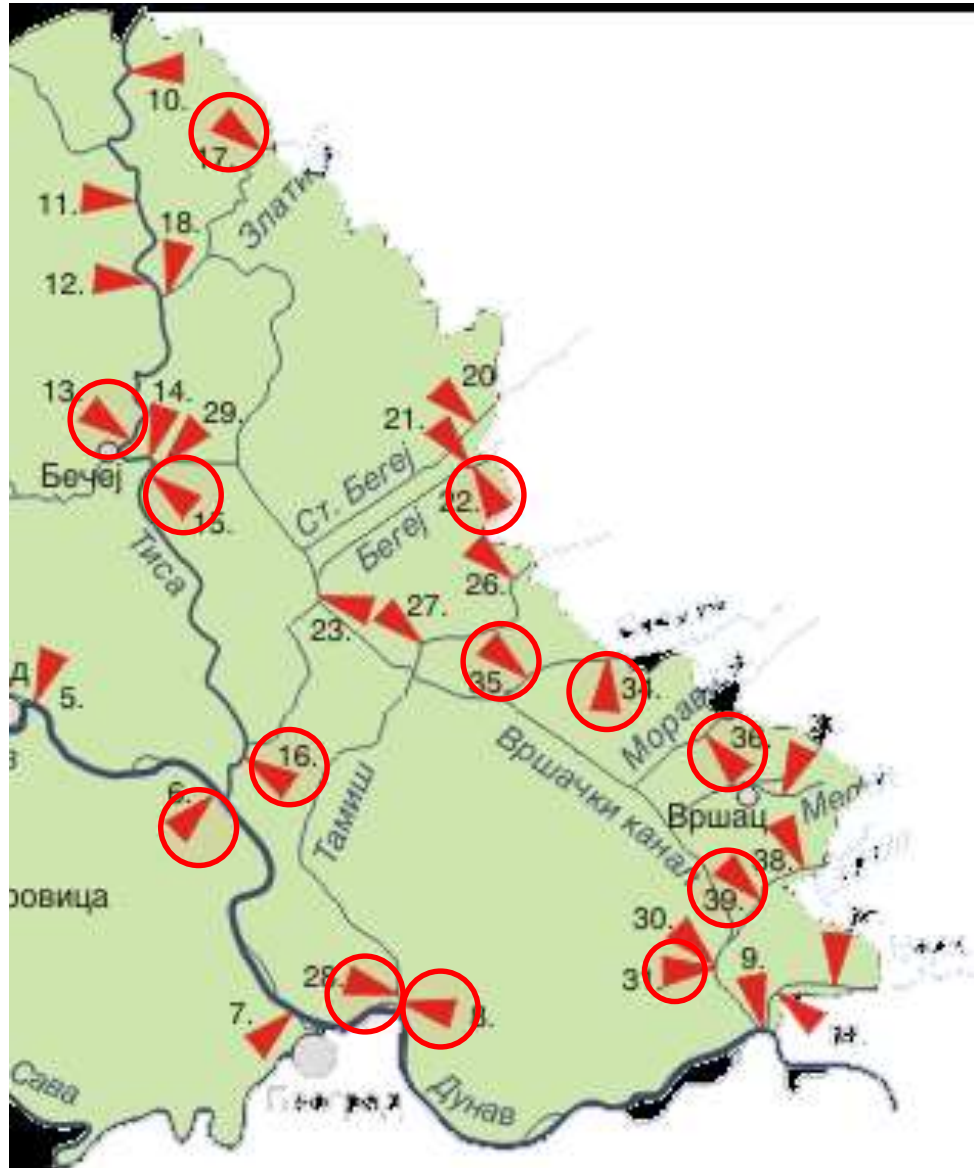 10.
17.
Злати
11.
18.
12.
20
13.
14.
21.
29.
Бечеј
Ст. Бегеј
22.
15.
Бегеј
Тиса
26.
27.
23.
35.
34.
Д
5.
Морав
36.
16.
Вршачки канал
6.
Тамиш
Вршац
38.
39.
ровица
30.
9.
31.
28.
8.
7.
Сава
Дунав